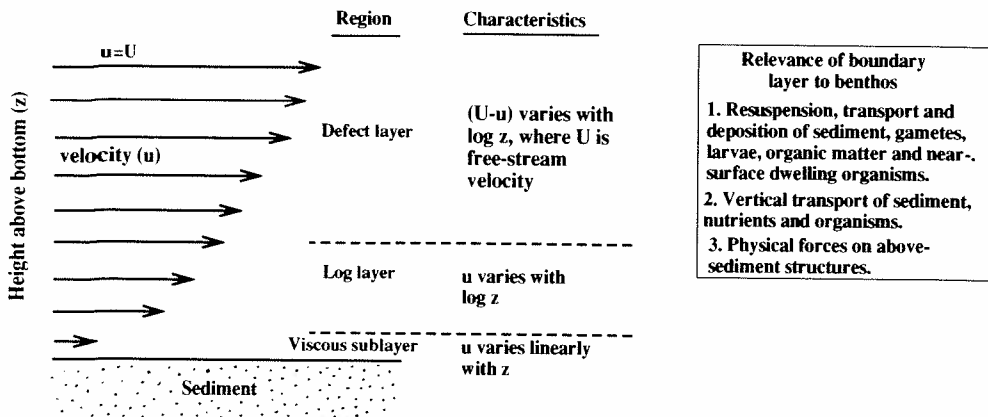 Region
Characteristics
u=U
Height above bottom (z)
velocity (u)
Defect layer
(U-u) varies with
log z, where U is
free-stream
velocity
Log layer
u varies with
log z
Viscous sublayer
u varies linearly
with z
Sediment
Relevance of boundary
layer to benthos
1. Resuspension, transport and
deposition of sediment, gametes,
larvae, organic matter and near-.
surface dwelling organisms.
2. Vertical transport of sediment,
nutrients and organisms.
3. Physical forces on above-
sediment structures.